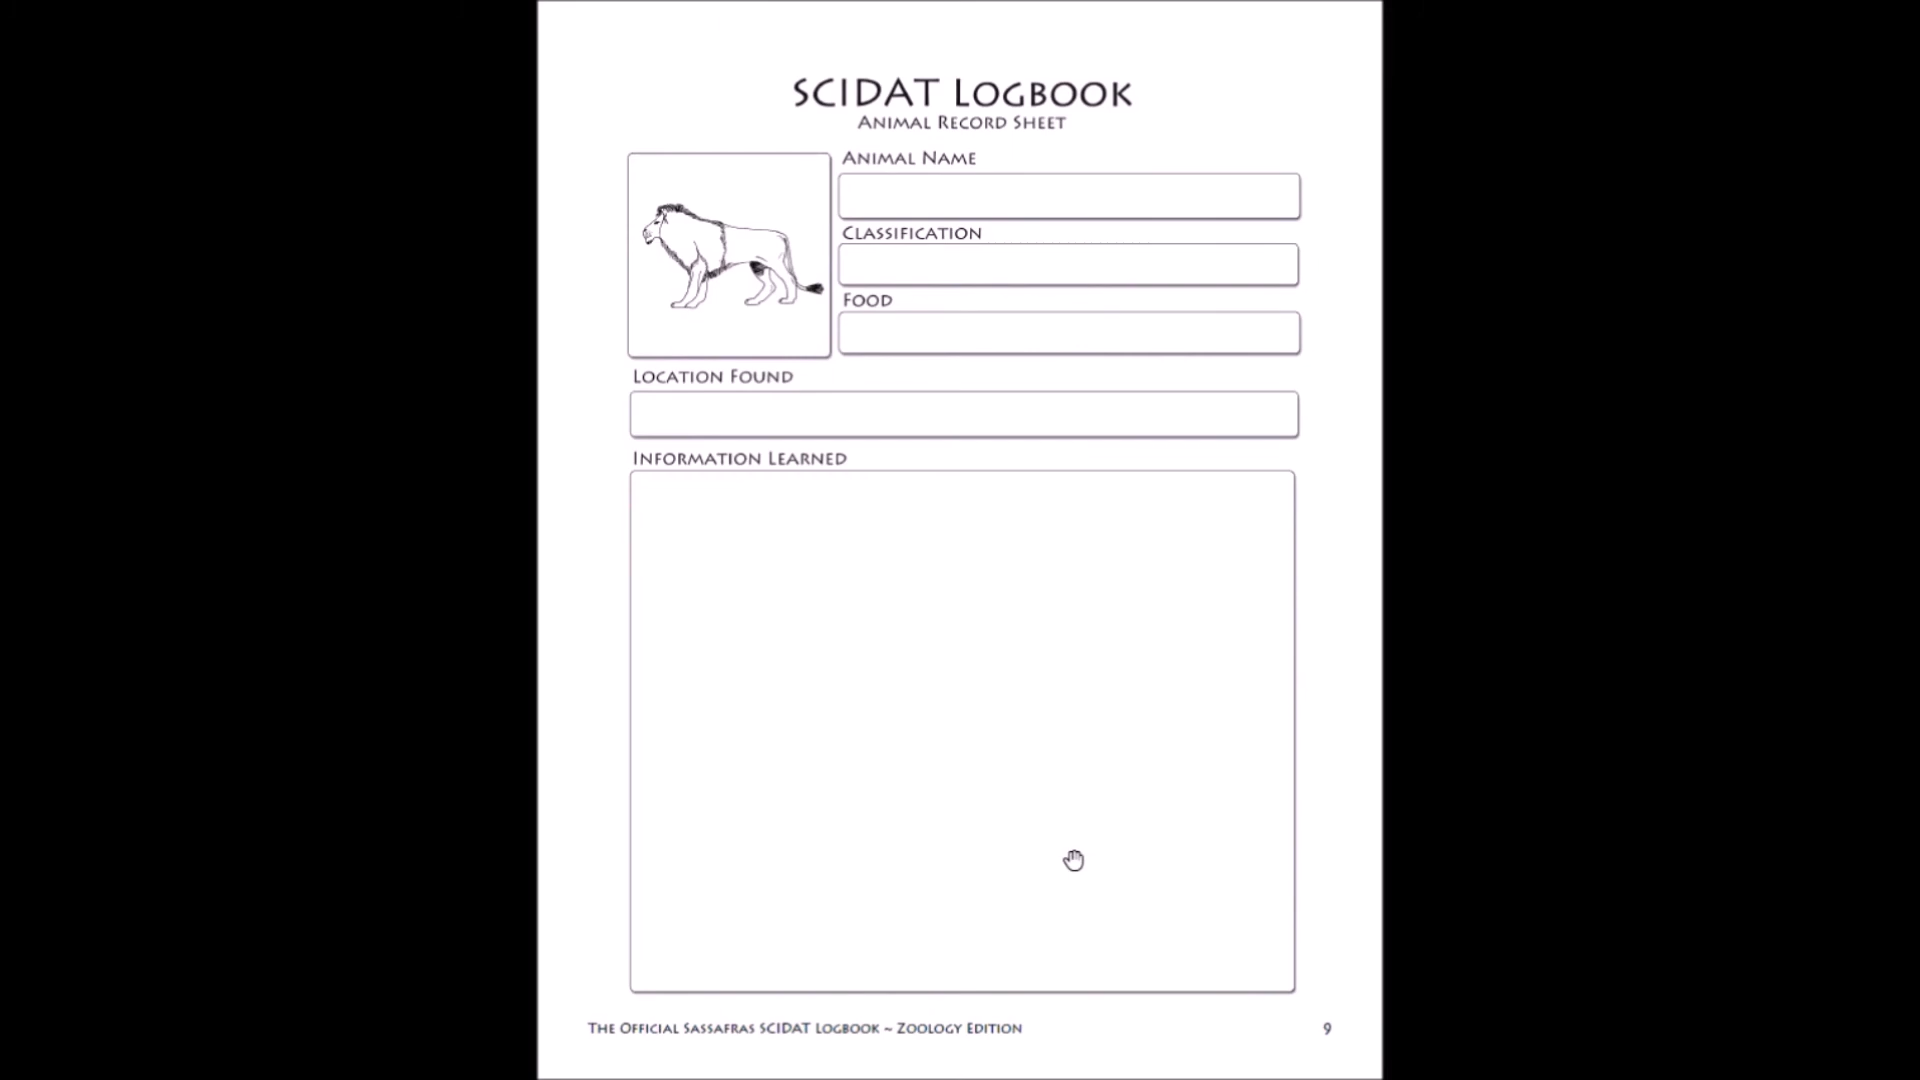 SCIDAT LOGBOOK
ANIMAL RECORD SHEET
ANIMAL NAME
CLASSIFICATION
FOOD
LOCATION FOUND
INFORMATION LEARNED
THE OFFICIAL SASSAFRAS SCIDAT LOGBOOK ~ ZOOLOGY EDITION 9